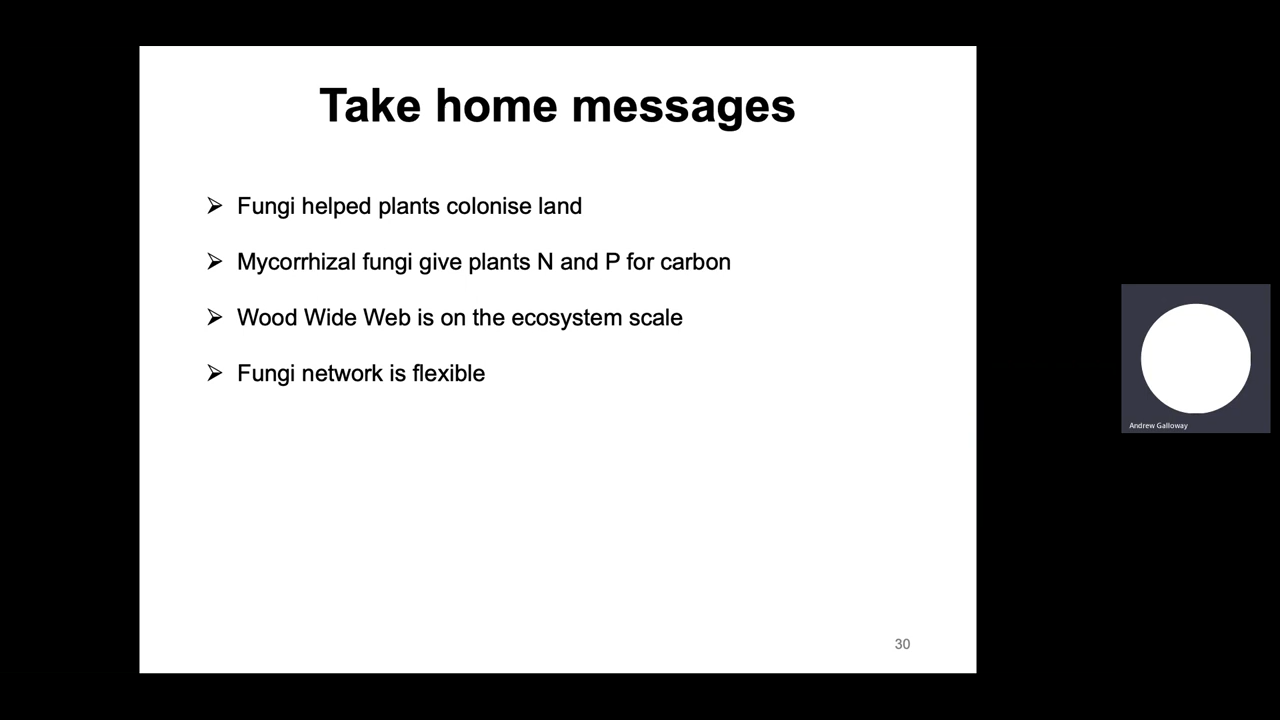 Take home messages
➢ Fungi helped plants colonise land
➢ Mycorrhizal fungi give plants N and P for carbon
➢ Wood Wide Web is on the ecosystem scale
➢ Fungi network is flexible
Andrew Galloway
30